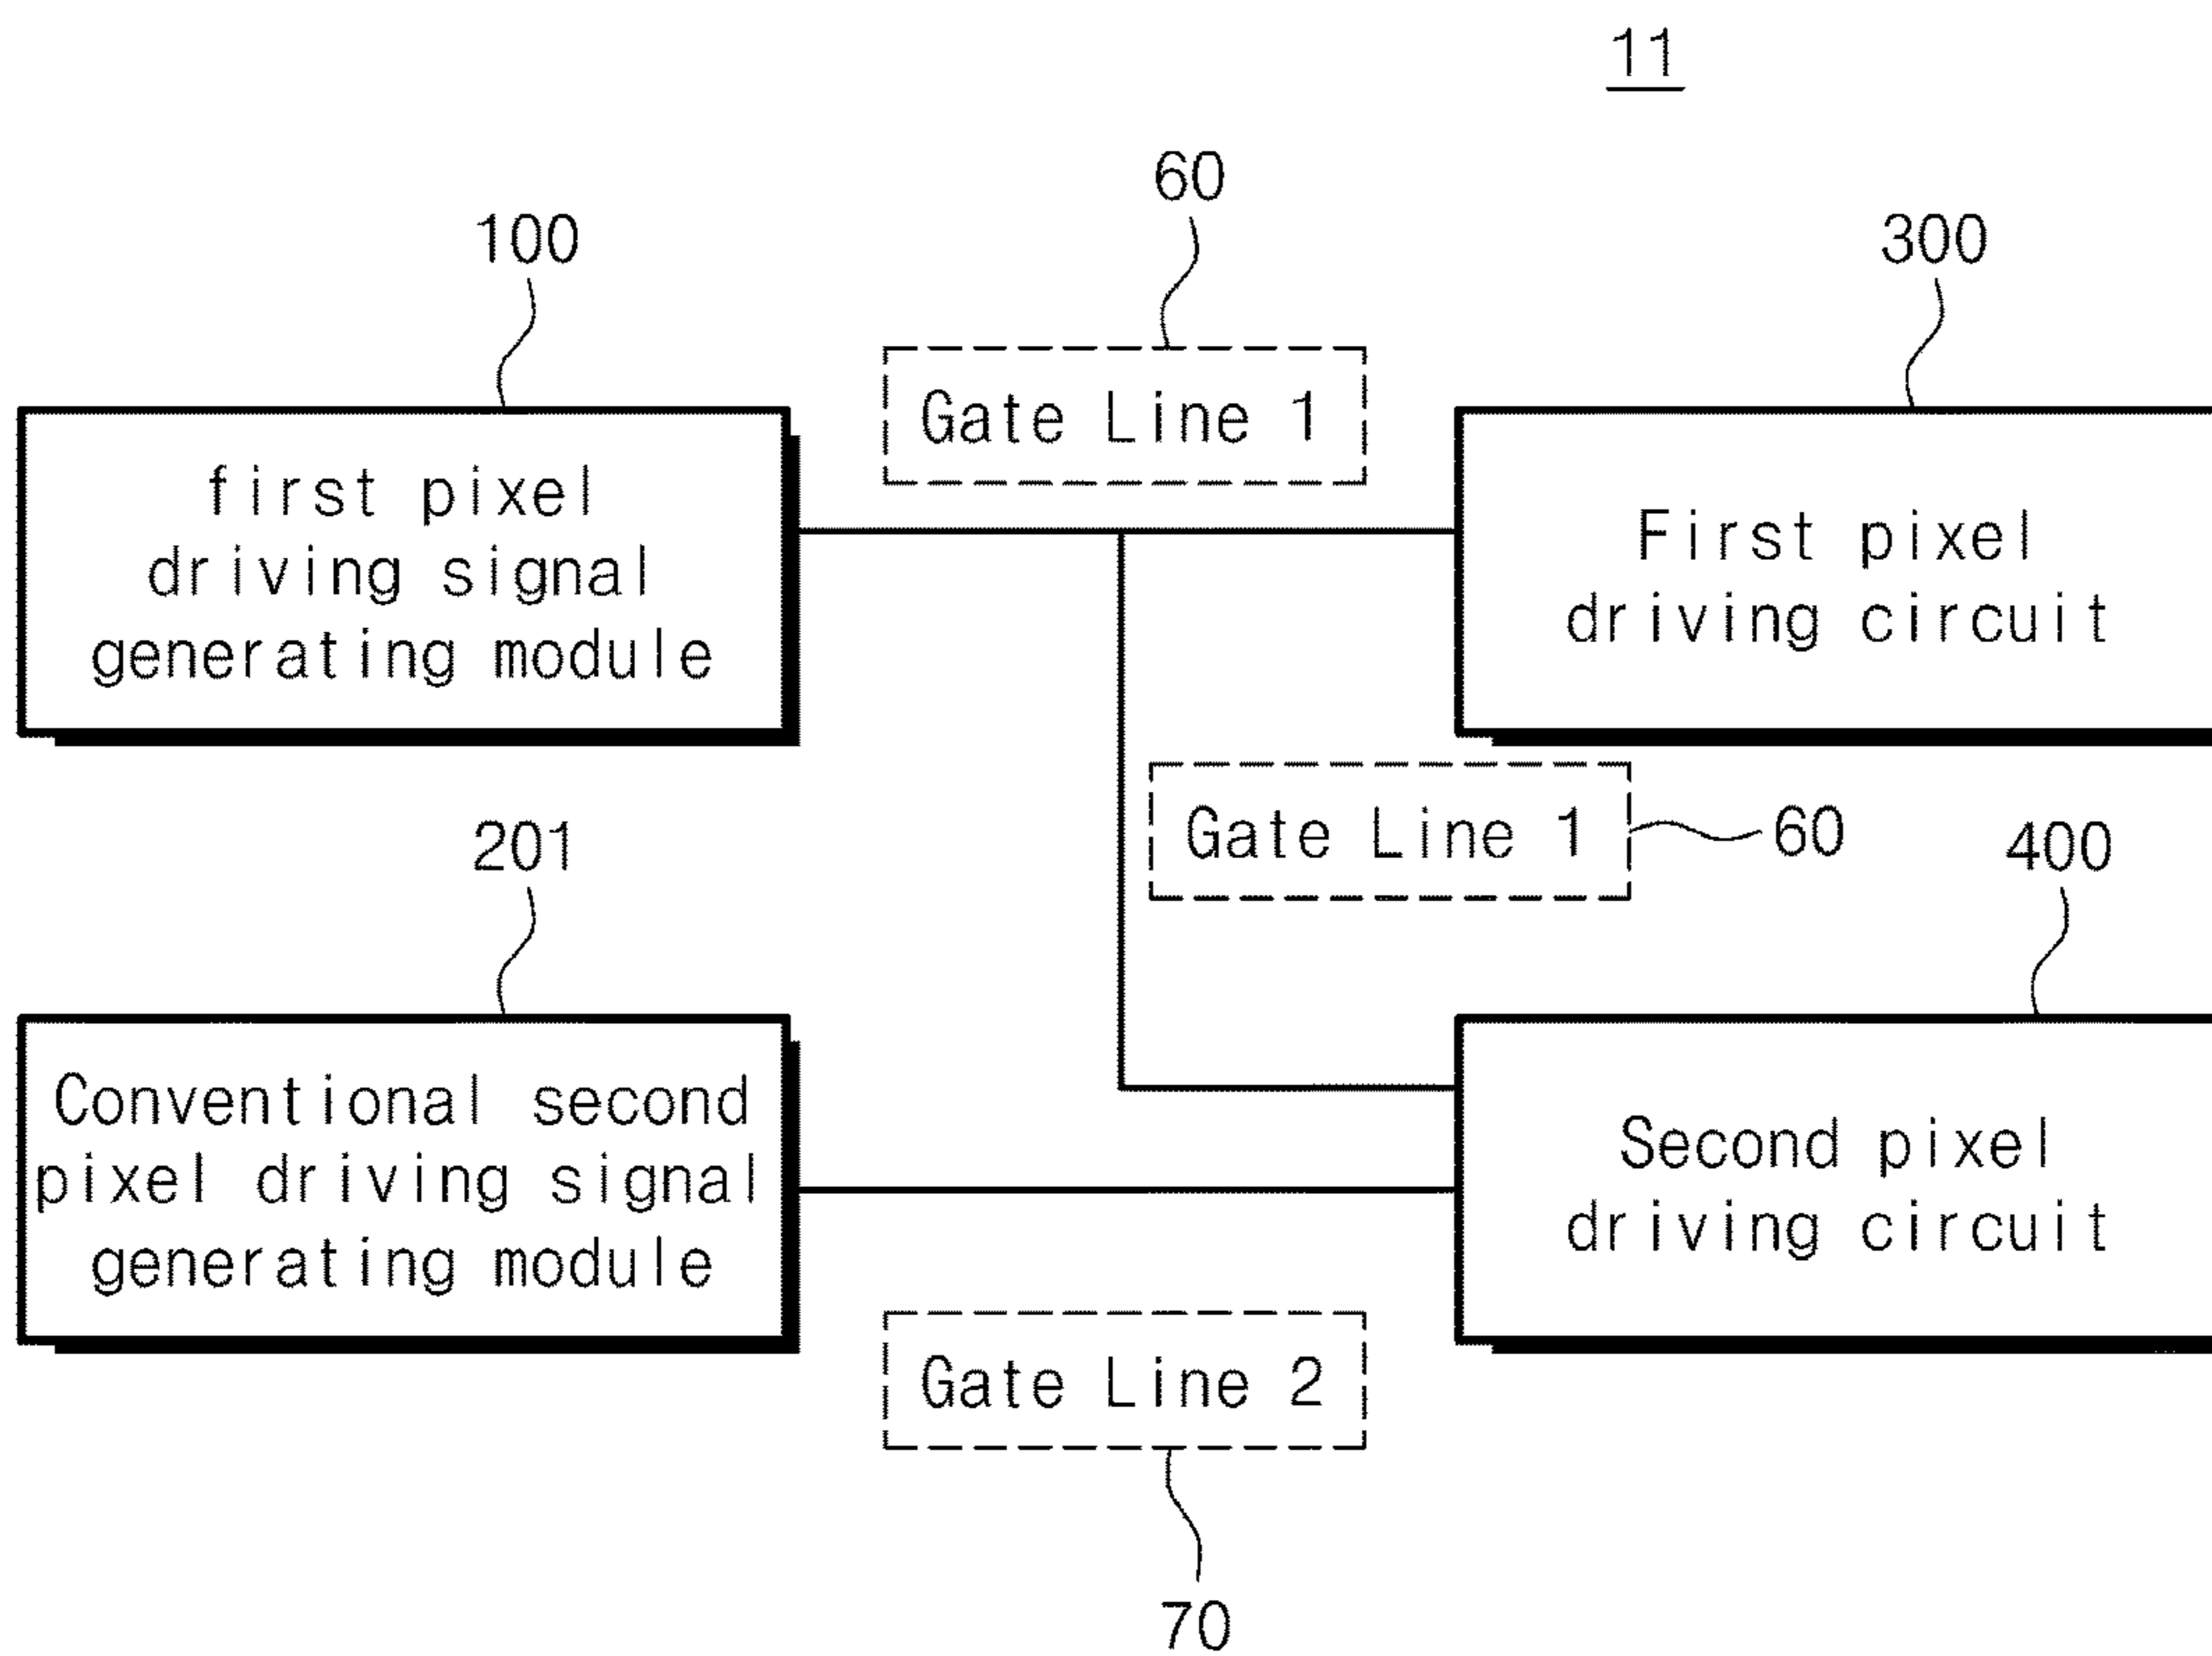 11
60
100
300
Gate Line 1
first pixel
driving signal
generating module
First pixel
driving circuit
Gate Line 1
60
201
400
Conventional second
pixel driving signal
generating module
Second pixel
driving circuit
Gate Line 2
70